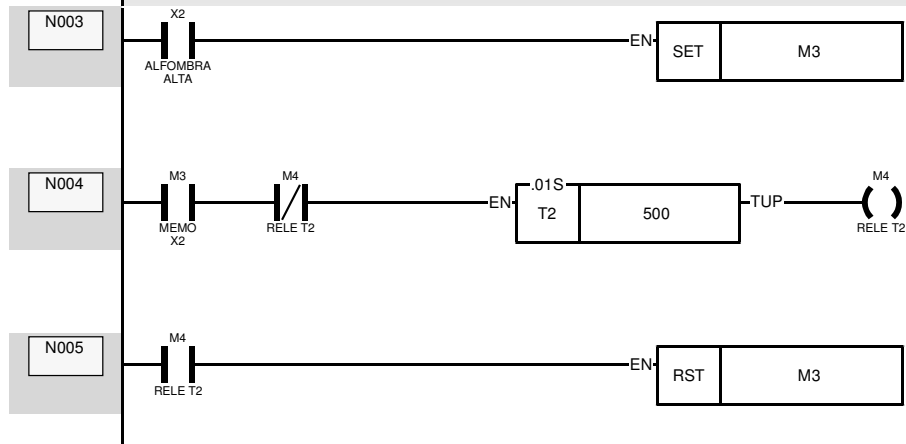 N003
X2
ALFOMBRA
ALTA
EN
SET
M3
N004
M3
MEMO
X2
M4
RELE T2
EN
.01S
T2
500
TUP
M4
RELE T2
N005
M4
RELE T2
EN
RST
M3